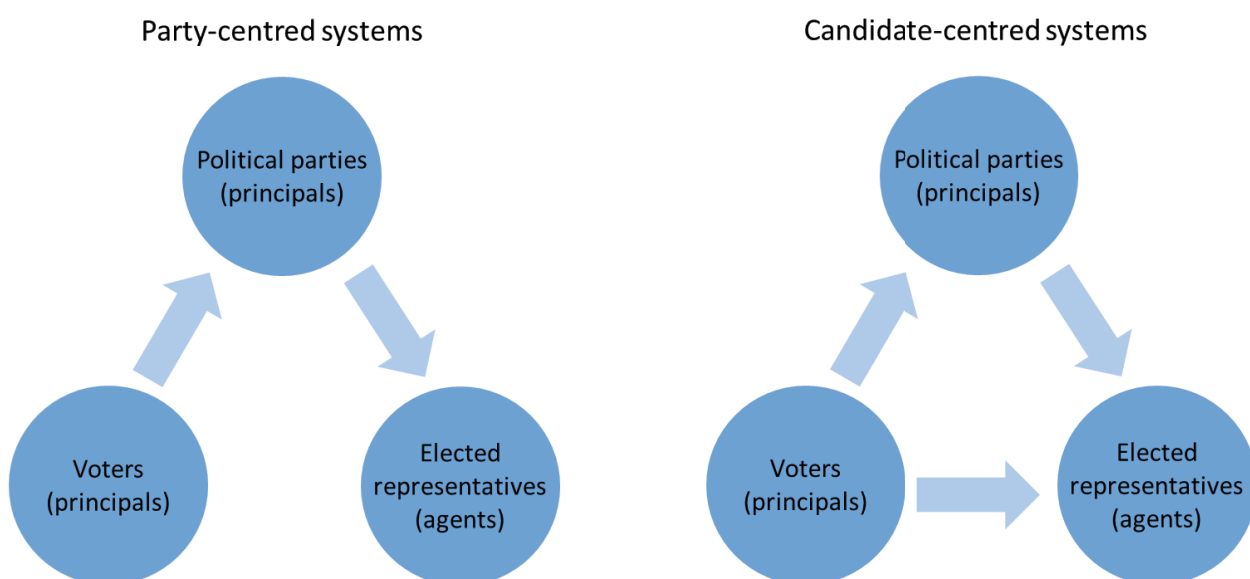 Party-centred systems
Political parties
(principals)
Voters
(principals)
Elected
representatives
(agents)
Candidate-centred systems
Political parties
(principals)
Voters
(principals)
Elected
representatives
(agents)